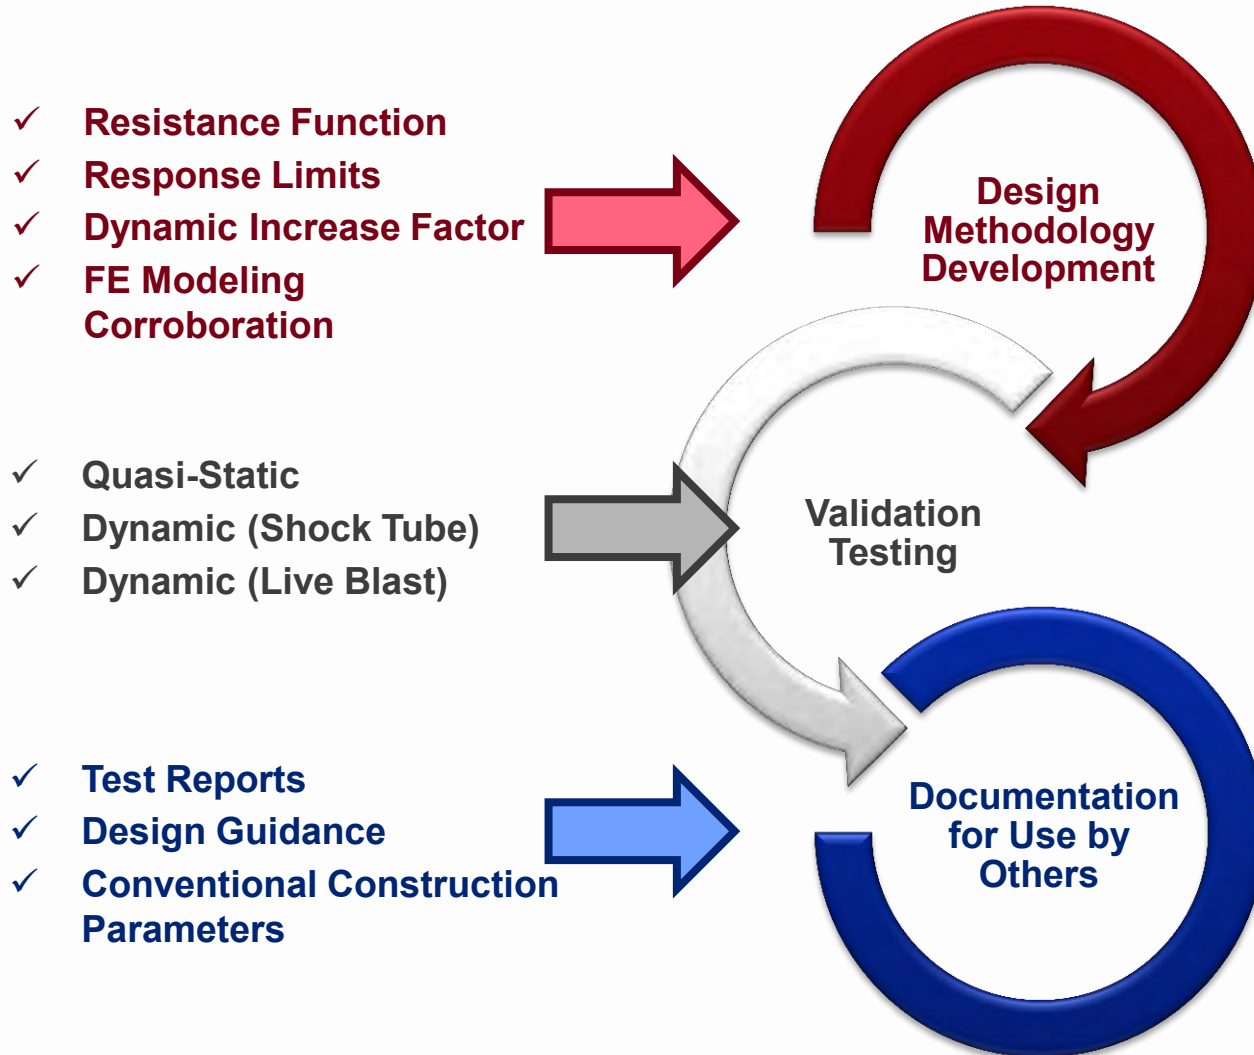 ✓ Resistance Function
✓ Response Limits
✓ Dynamic Increase Factor
✓ FE Modeling
Corroboration
Design
Methodology
Development
✓ Quasi-Static
✓ Dynamic (Shock Tube)
✓ Dynamic (Live Blast)
Validation
Testing
✓ Test Reports
✓ Design Guidance
✓ Conventional Construction
Parameters
Documentation
for Use by
Others